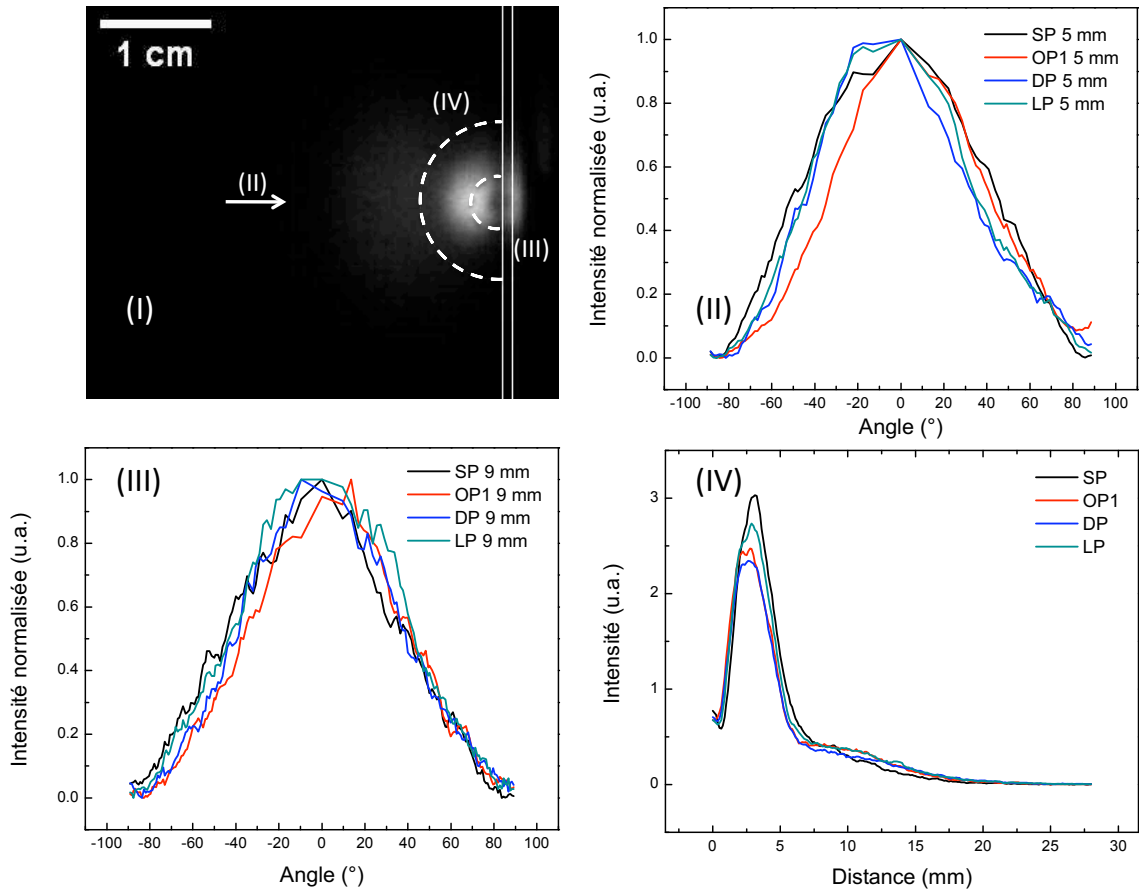 1 cm
(IV)
(II)
(III)
(I)
Intensité normalisée (u.a.)
1.0
0.8
0.6
0.4
0.2
0.0
SP 5 mm
OP1 5 mm
DP 5 mm
LP 5 mm
(II)
-100 -80 -60 -40 -20 0 20 40 60 80 100
Angle (°)
(III)
Intensité normalisée (u.a.)
1.0
0.8
0.6
0.4
0.2
0.0
SP 9 mm
OP1 9 mm
DP 9 mm
LP 9 mm
-100 -80 -60 -40 -20 0 20 40 60 80 100
Angle (°)
(IV)
Intensité (u.a.)
3
2
1
0
SP
OP1
DP
LP
0 5 10 15 20 25 30
Distance (mm)